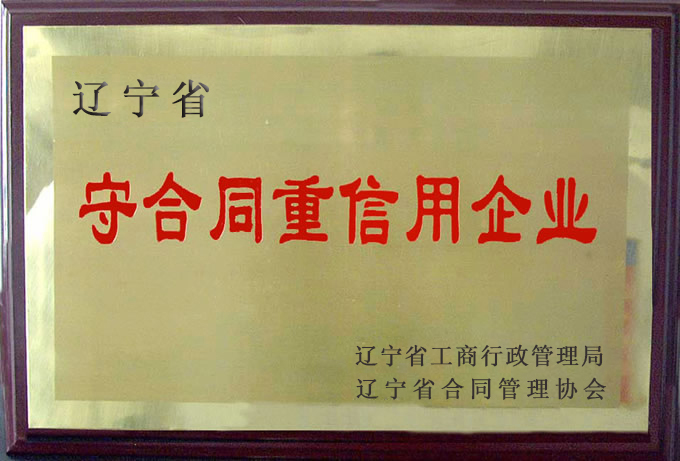 辽宁省
守合同重信用企业
辽宁省工商行政管理局
辽宁省合同管理协会